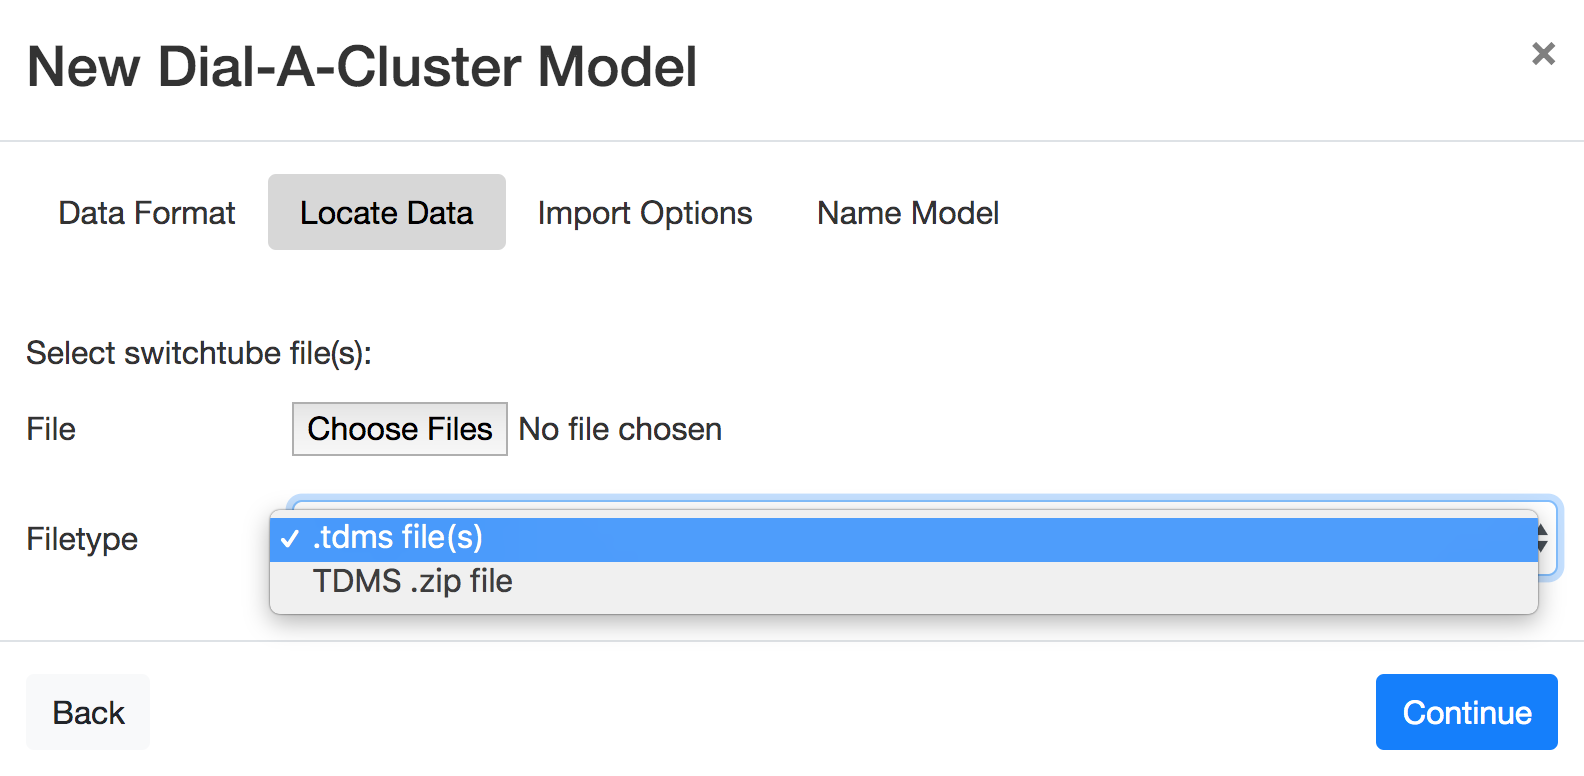 New Dial-A-Cluster Model
×
Data Format Locate Data Import Options Name Model
Select switchtube file(s):
File Choose Files No file chosen
Filetype ✓ .tdms file(s)
TDMS .zip file
Back Continue